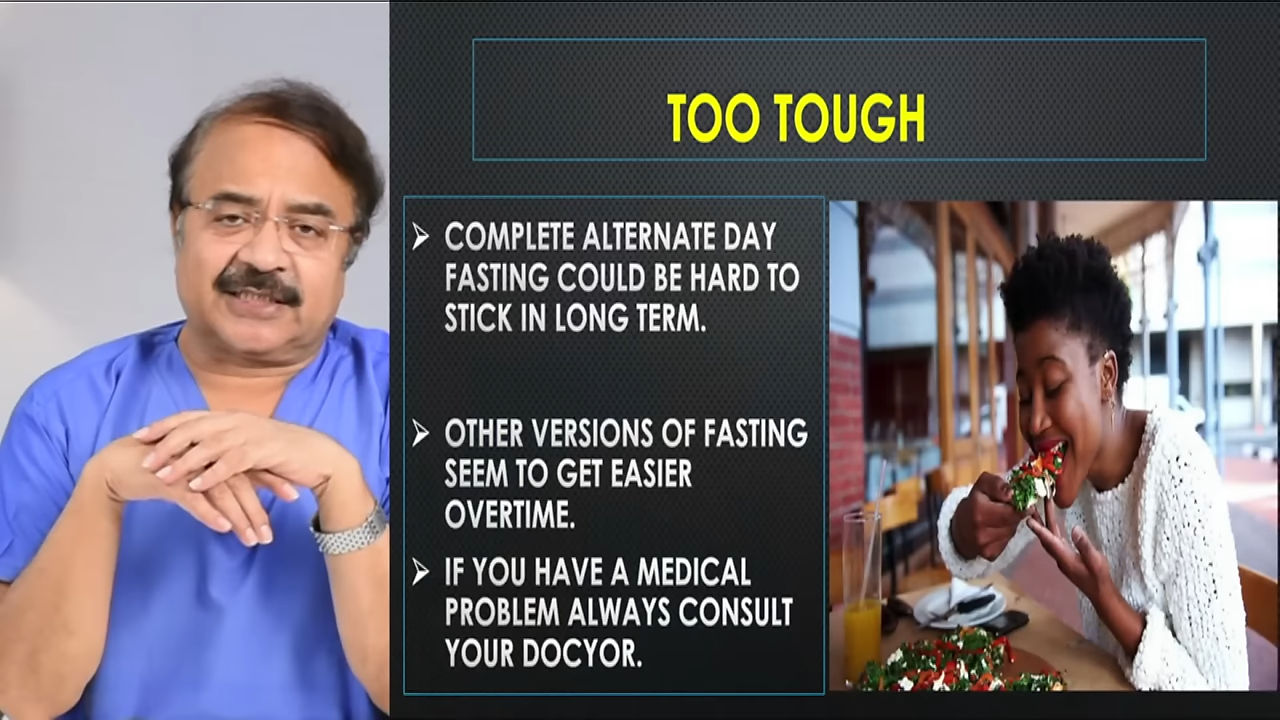 TOO TOUGH
COMPLETE ALTERNATE DAY
FASTING COULD BE HARD TO
STICK IN LONG TERM.
OTHER VERSIONS OF FASTING
SEEM TO GET EASIER
OVERTIME.
IF YOU HAVE A MEDICAL
PROBLEM ALWAYS CONSULT
YOUR DOCYOR.